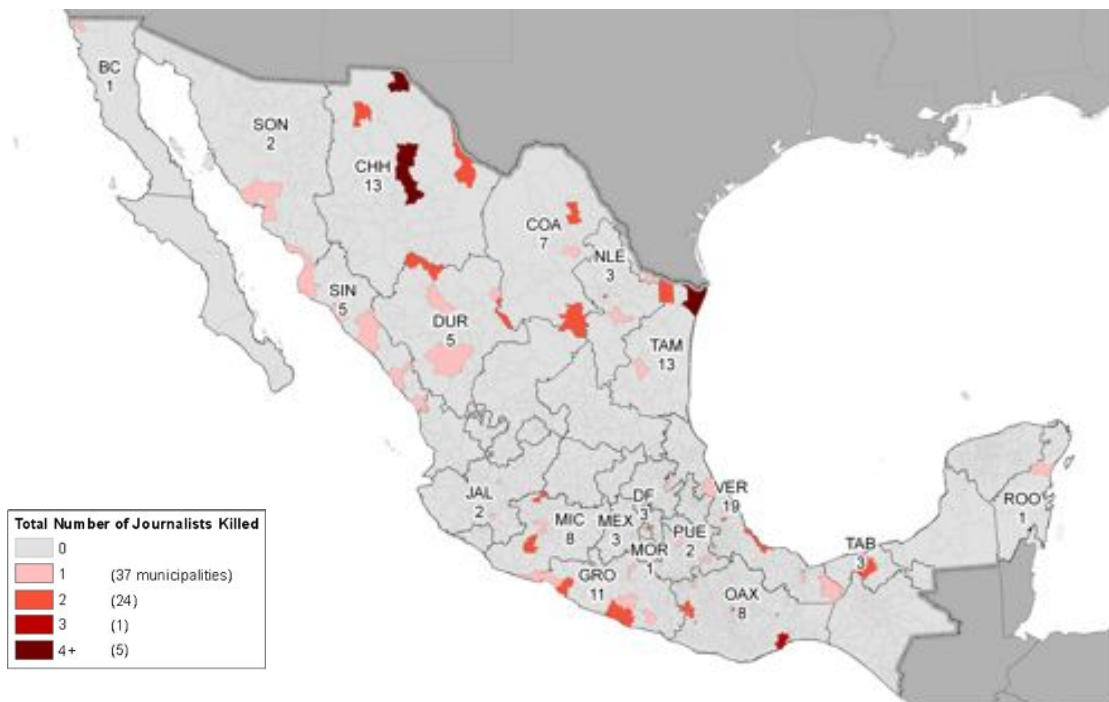 BC
1
SON
2
CHH
13
COA
7
NLE
3
SIN
5
DUR
5
TAM
13
JAL
2
MIC
8
MEX
3
DF
3
MOR
1
PUE
2
VER
19
GRO
11
OAX
8
TAB
3
ROO
1
Total Number of Journalists Killed
0
1 (37 municipalities)
2 (24)
3 (1)
4+ (5)